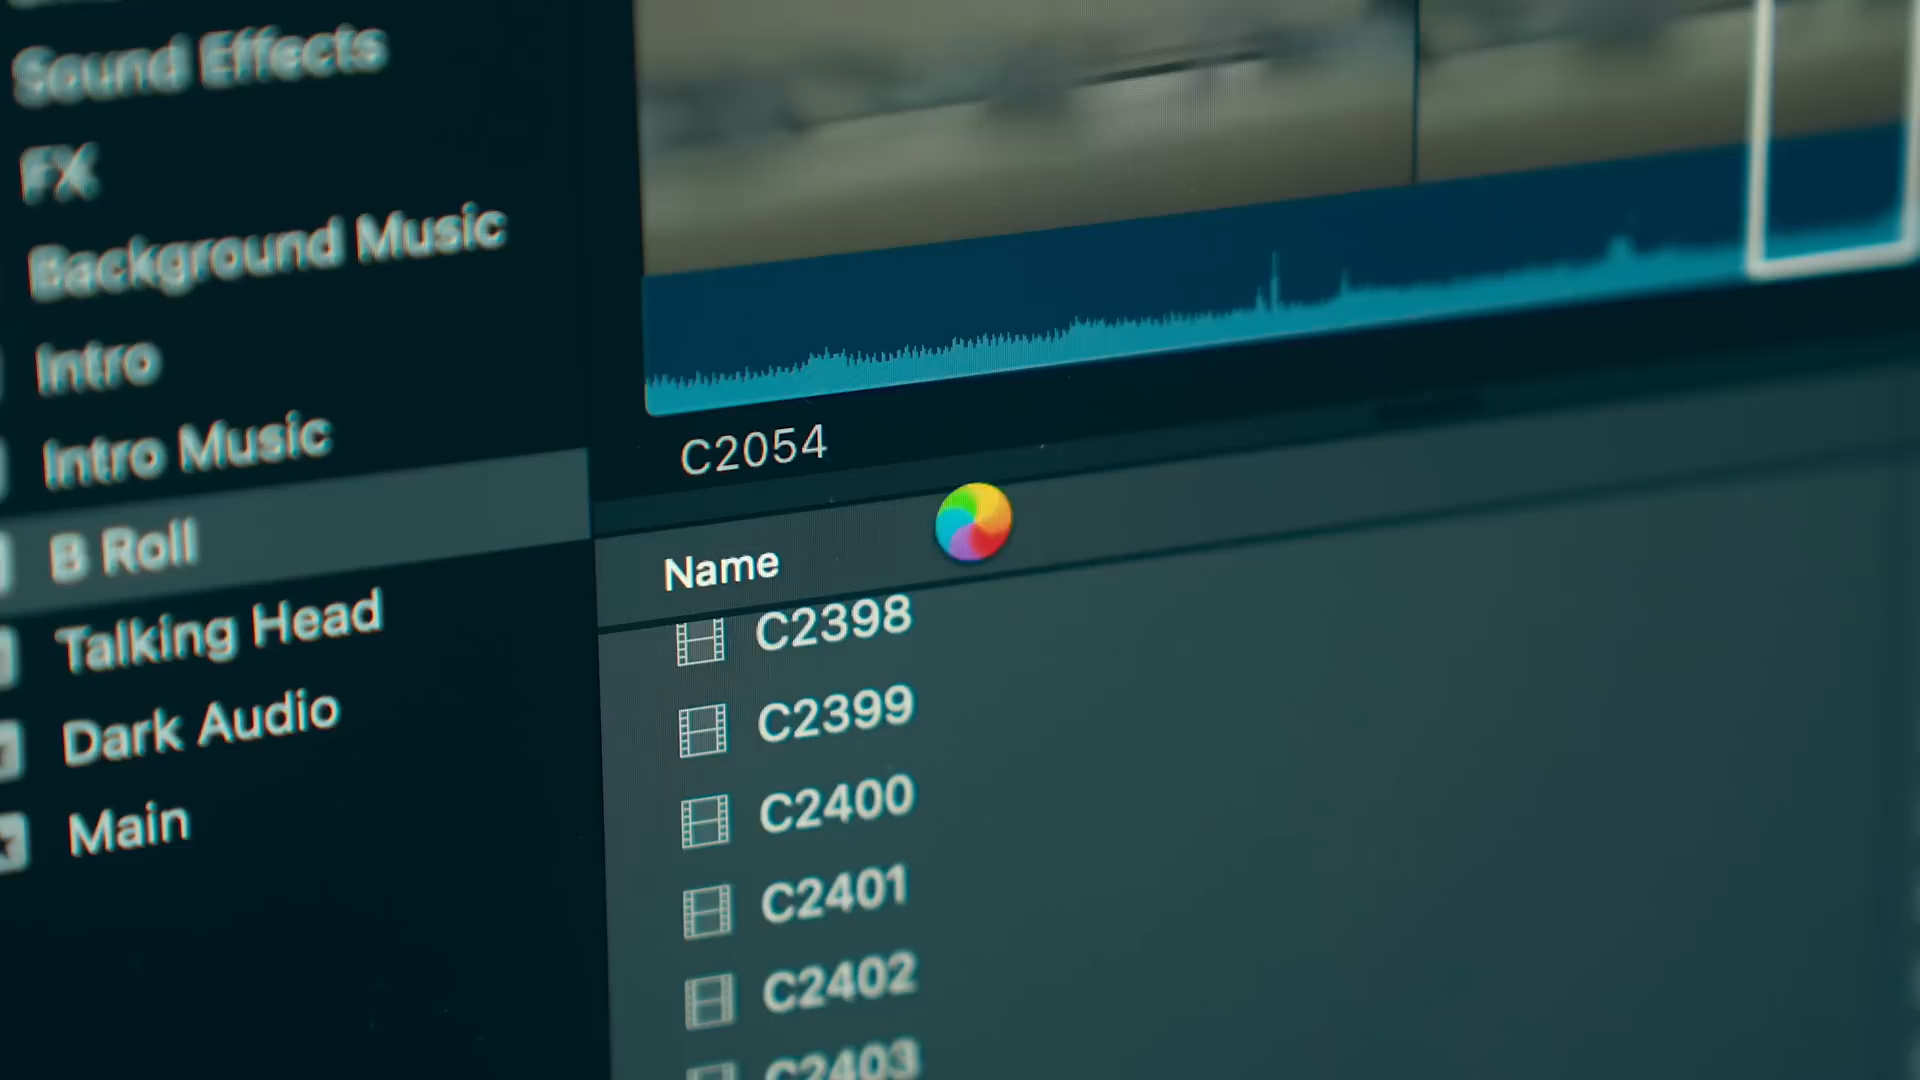 Sound Effects
FX
Background Music
Intro
Intro Music
B Roll
Talking Head
Dark Audio
Main
C2054
Name
C2398
C2399
C2400
C2401
C2402
C2403